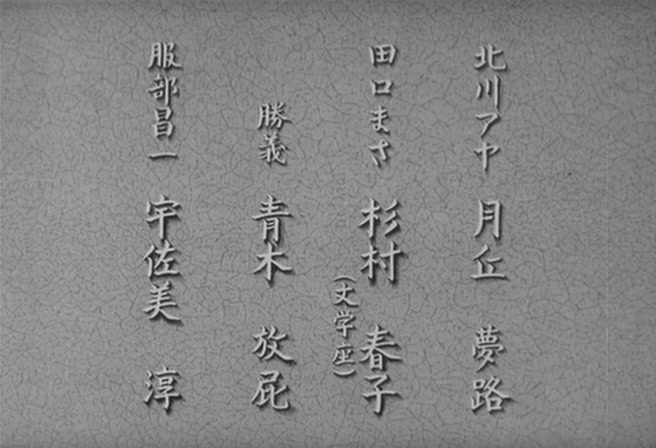 北川アヤ 月丘 夢路
田口まさ 杉村 春子
(文学座)
勝義 青木 放屁
服部昌一 宇佐美 淳